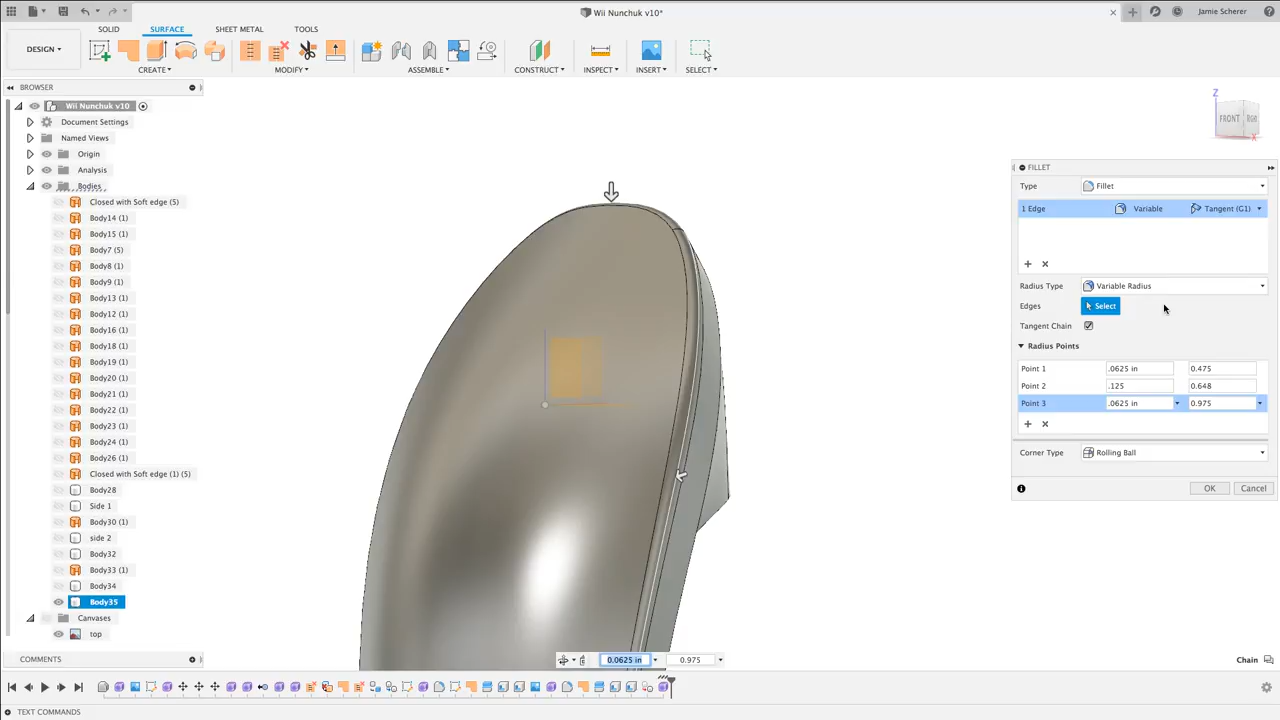 Wii Nunchuk v10*
Jamie Scherer
DESIGN
SOLID
SURFACE
SHEET METAL
TOOLS
CREATE
MODIFY
ASSEMBLE
CONSTRUCT
INSPECT
INSERT
SELECT
BROWSER
Wii Nunchuk v10
Document Settings
Named Views
Origin
Analysis
Bodies
Closed with Soft edge (5)
Body14 (1)
Body15 (1)
Body7 (5)
Body8 (1)
Body9 (1)
Body13 (1)
Body12 (1)
Body16 (1)
Body18 (1)
Body19 (1)
Body20 (1)
Body21 (1)
Body22 (1)
Body23 (1)
Body24 (1)
Body26 (1)
Closed with Soft edge (1) (5)
Body28
Side 1
Body30 (1)
side 2
Body32
Body33 (1)
Body34
Body35
Canvases
top
Z
FRONT
X
FILLET
Type Fillet
1 Edge Variable Tangent (G1)
Radius Type Variable Radius
Edges Select
Tangent Chain
Radius Points
Point 1 .0625 in 0.475
Point 2 .125 0.648
Point 3 .0625 in 0.975
Corner Type Rolling Ball
OK Cancel
0.0625 in 0.975
COMMENTS
Chain
TEXT COMMANDS